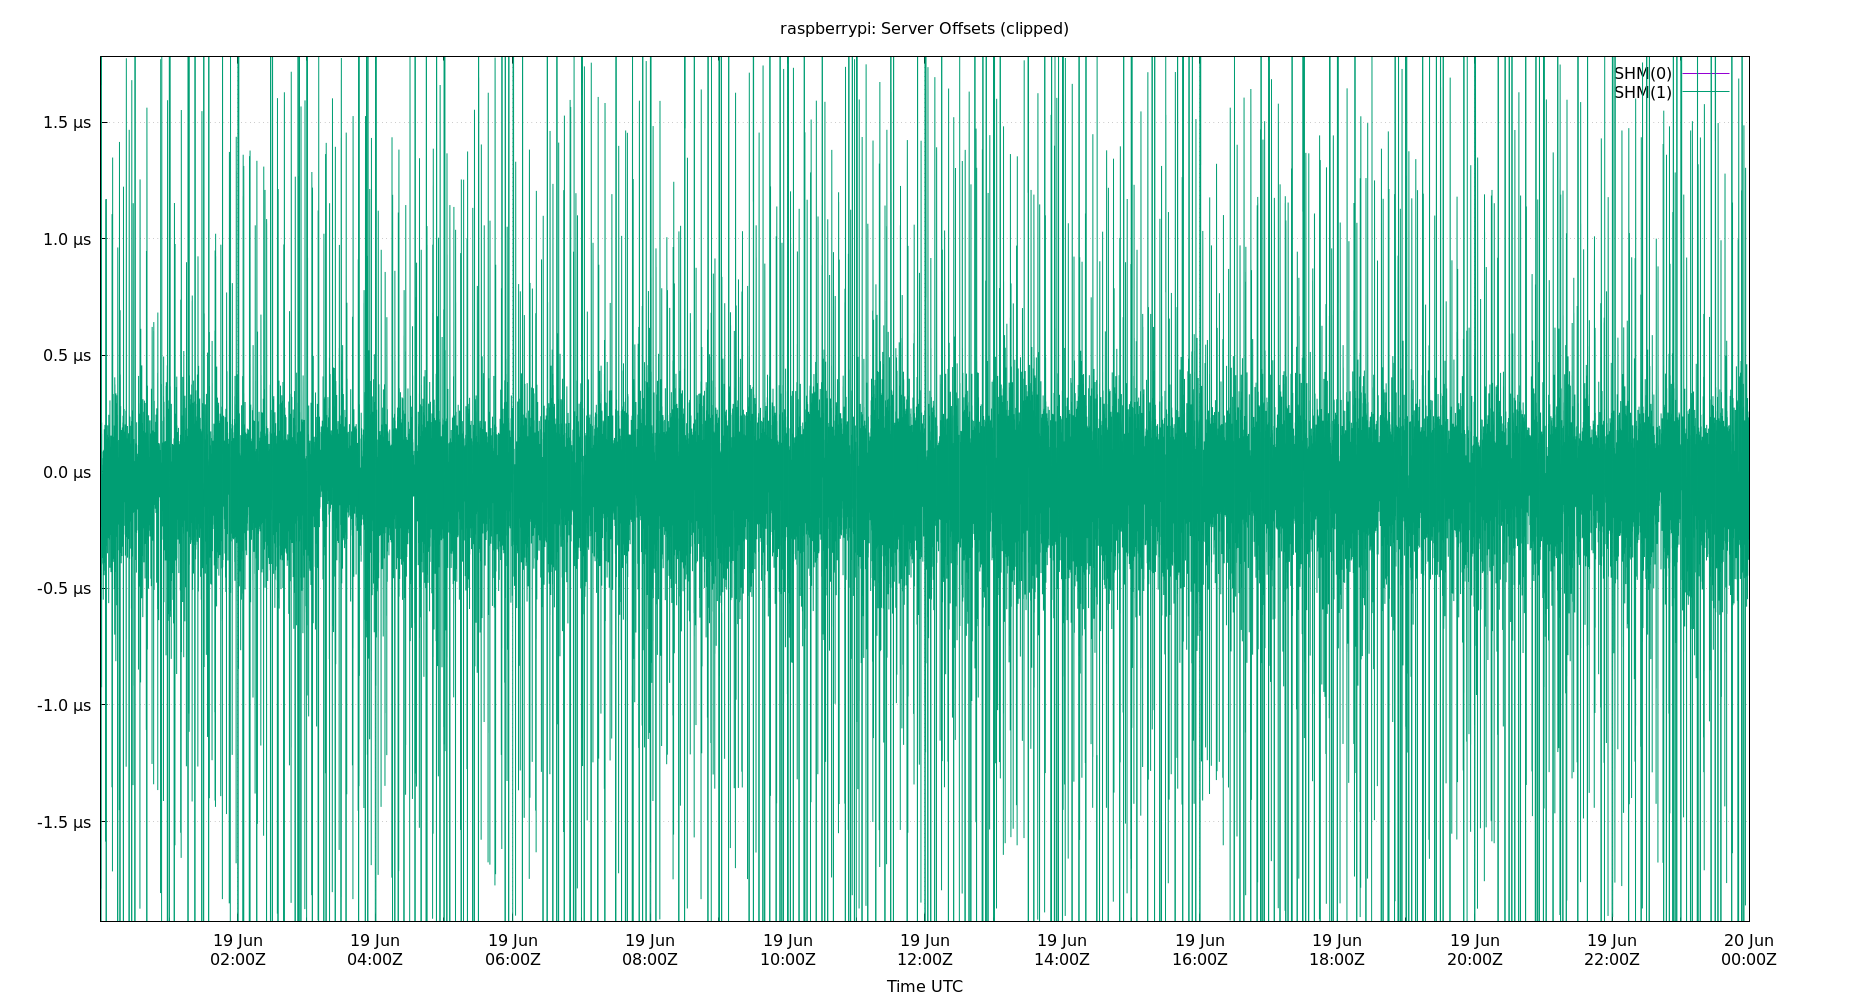 raspberrypi: Server Offsets (clipped)
SHM(0)
SHM(1)
1.5 µs
1.0 µs
0.5 µs
0.0 µs
-0.5 µs
-1.0 µs
-1.5 µs
19 Jun 19 Jun 19 Jun 19 Jun 19 Jun 19 Jun 19 Jun 19 Jun 19 Jun 19 Jun 19 Jun 20 Jun
02:00Z 04:00Z 06:00Z 08:00Z 10:00Z 12:00Z 14:00Z 16:00Z 18:00Z 20:00Z 22:00Z 00:00Z
Time UTC